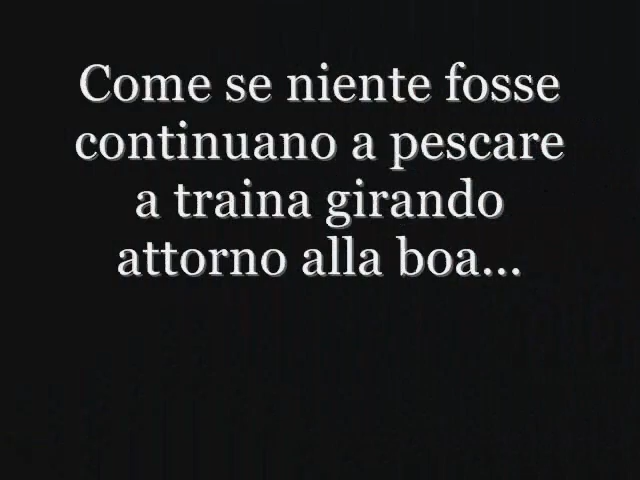 Come se niente fosse
continuano a pescare
a traina girando
attorno alla boa...